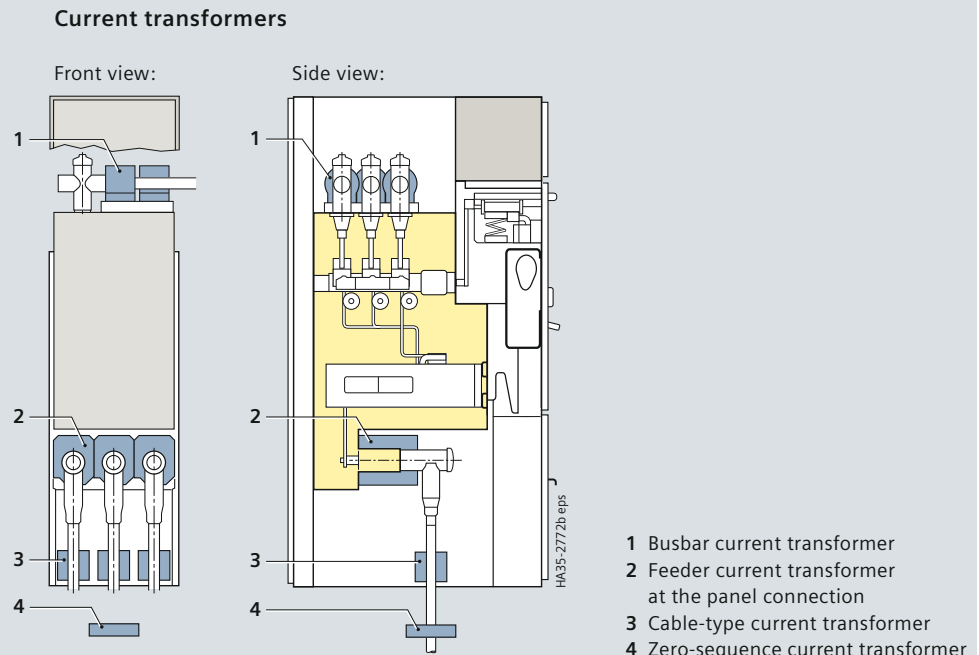 Current transformers
Front view:
Side view:
1
2
3
4
1
2
3
4
HA35-2772b eps
1 Busbar current transformer
2 Feeder current transformer
at the panel connection
3 Cable-type current transformer
4 Zero-sequence current transformer